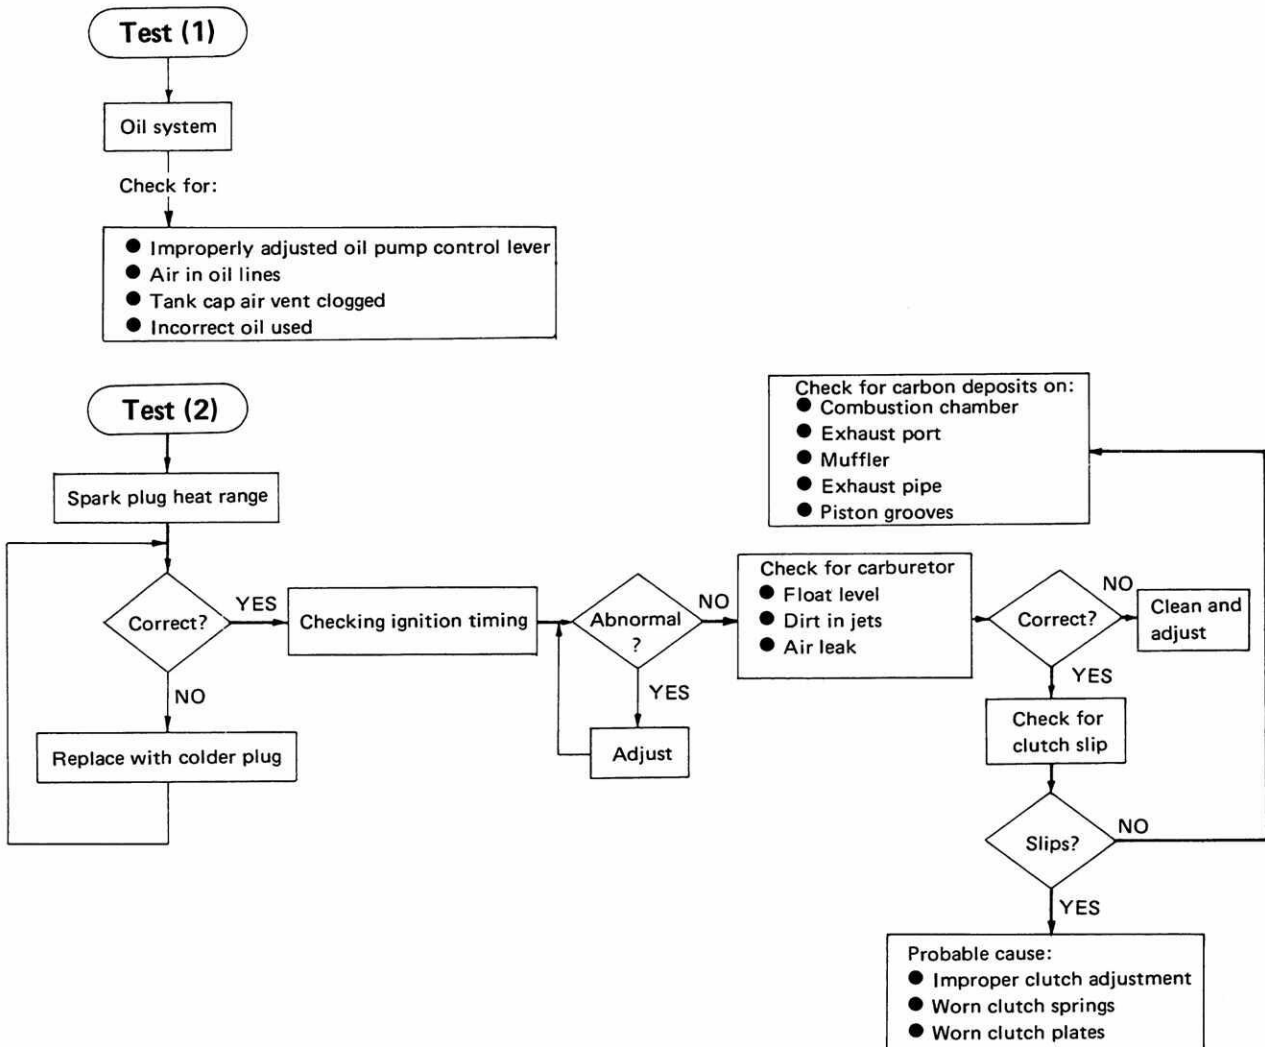 Test (1)
Oil system
Check for:
● Improperly adjusted oil pump control lever
● Air in oil lines
● Tank cap air vent clogged
● Incorrect oil used
Test (2)
Spark plug heat range
Correct?
YES
NO
Replace with colder plug
Checking ignition timing
Abnormal
?
NO
YES
Adjust
Check for carburetor
● Float level
● Dirt in jets
● Air leak
Correct?
NO
Clean and
adjust
YES
Check for
clutch slip
Slips?
NO
YES
Check for carbon deposits on:
● Combustion chamber
● Exhaust port
● Muffler
● Exhaust pipe
● Piston grooves
Probable cause:
● Improper clutch adjustment
● Worn clutch springs
● Worn clutch plates